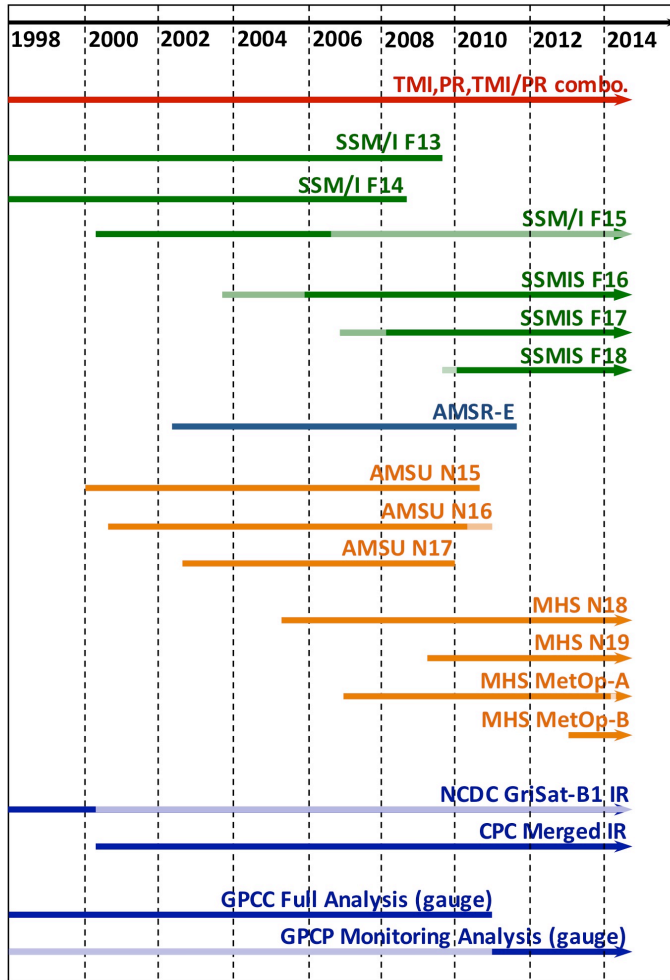 1998 2000 2002 2004 2006 2008 2010 2012 2014
TMI,PR,TMI/PR combo.
SSM/I F13
SSM/I F14
SSM/I F15
SSMIS F16
SSMIS F17
SSMIS F18
AMSR-E
AMSU N15
AMSU N16
AMSU N17
MHS N18
MHS N19
MHS MetOp-A
MHS MetOp-B
NCDC GriSat-B1 IR
CPC Merged IR
GPCC Full Analysis (gauge)
GPCP Monitoring Analysis (gauge)